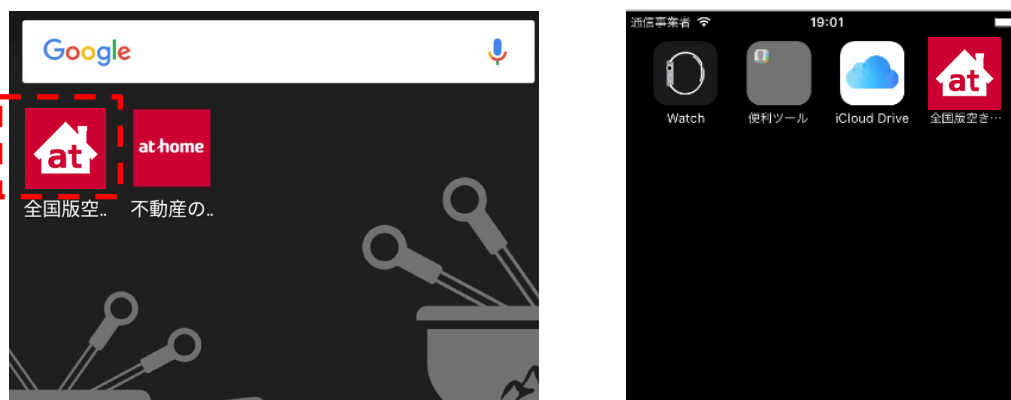 Google
at
at home
全国版空..
不動産の..
通信事業者
19:01
at
Watch
便利ツール
iCloud Drive
全国版空き…